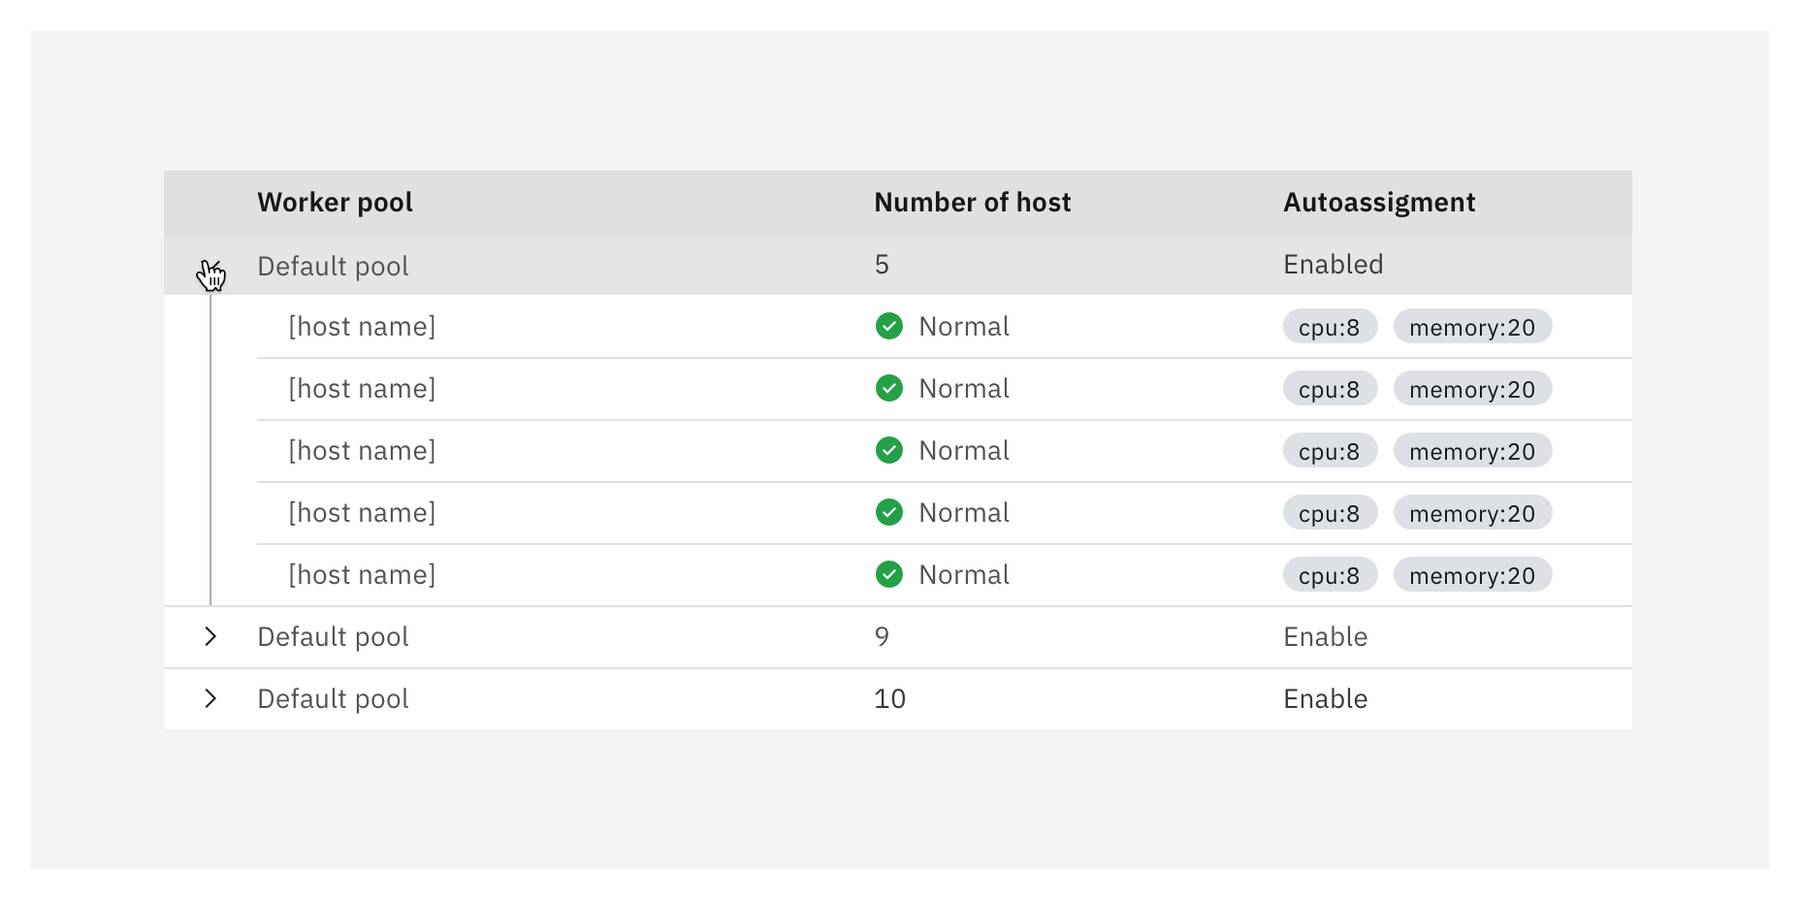 Worker pool Number of host Autoassigment
Default pool 5 Enabled
[host name] Normal cpu:8 memory:20
[host name] Normal cpu:8 memory:20
[host name] Normal cpu:8 memory:20
[host name] Normal cpu:8 memory:20
[host name] Normal cpu:8 memory:20
Default pool 9 Enable
Default pool 10 Enable